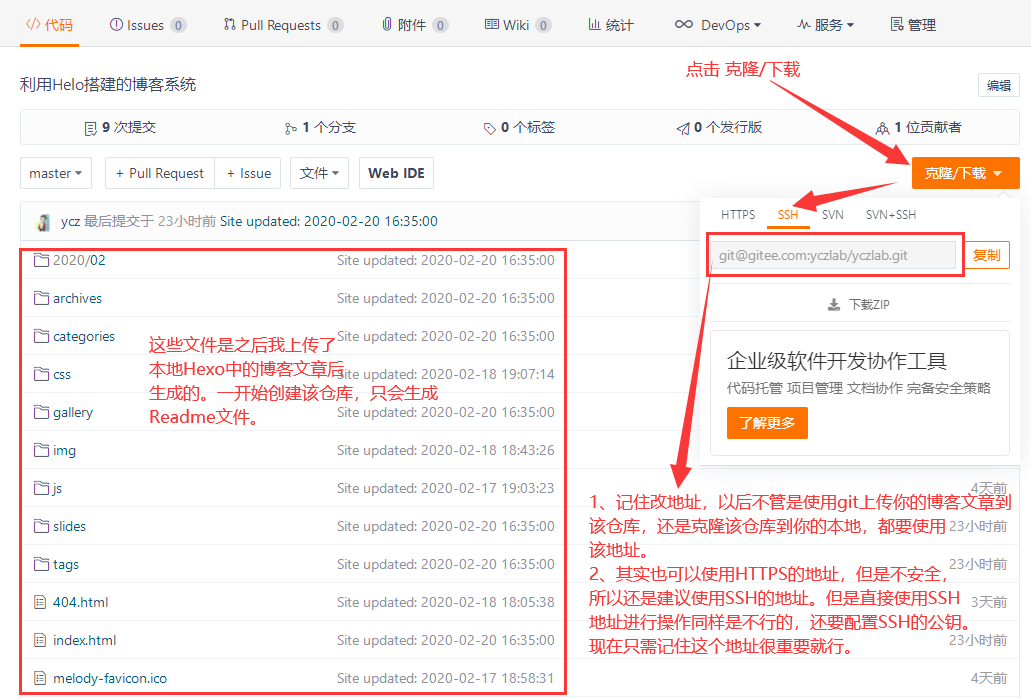 代码 Issues 0 Pull Requests 0 附件 0 Wiki 0 统计 DevOps 服务 管理
点击 克隆/下载
利用Helo搭建的博客系统 编辑
9 次提交 1 个分支 0 个标签 0 个发行版 1 位贡献者
master + Pull Request + Issue 文件 Web IDE 克隆/下载
ycz 最后提交于 23小时前 Site updated: 2020-02-20 16:35:00
HTTPS SSH SVN SVN+SSH
git@gitee.com:yczlab/yczlab.git 复制
下载ZIP
企业级软件开发协作工具
代码托管 项目管理 文档协作 完备安全策略
了解更多
2020/02 Site updated: 2020-02-20 16:35:00
archives Site updated: 2020-02-20 16:35:00
categories Site updated: 2020-02-20 16:35:00
css Site updated: 2020-02-18 19:07:14
gallery Site updated: 2020-02-20 16:35:00
img Site updated: 2020-02-18 18:43:26
js Site updated: 2020-02-17 19:03:23 4天前
slides Site updated: 2020-02-20 16:35:00 23小时前
tags Site updated: 2020-02-20 16:35:00 23小时前
404.html Site updated: 2020-02-18 18:05:38 3天前
index.html Site updated: 2020-02-20 16:35:00 23小时前
melody-favicon.ico Site updated: 2020-02-17 18:58:31 4天前
这些文件是之后我上传了
本地Hexo中的博客文章后
生成的。一开始创建该仓库，只会生成
Readme文件。
1、记住改地址，以后不管是使用git上传你的博客文章到
该仓库，还是克隆该仓库到你的本地，都要使用
该地址。
2、其实也可以使用HTTPS的地址，但是不安全，
所以还是建议使用SSH的地址。但是直接使用SSH
地址进行操作同样是不行的，还要配置SSH的公钥。
现在只需记住这个地址很重要就行。